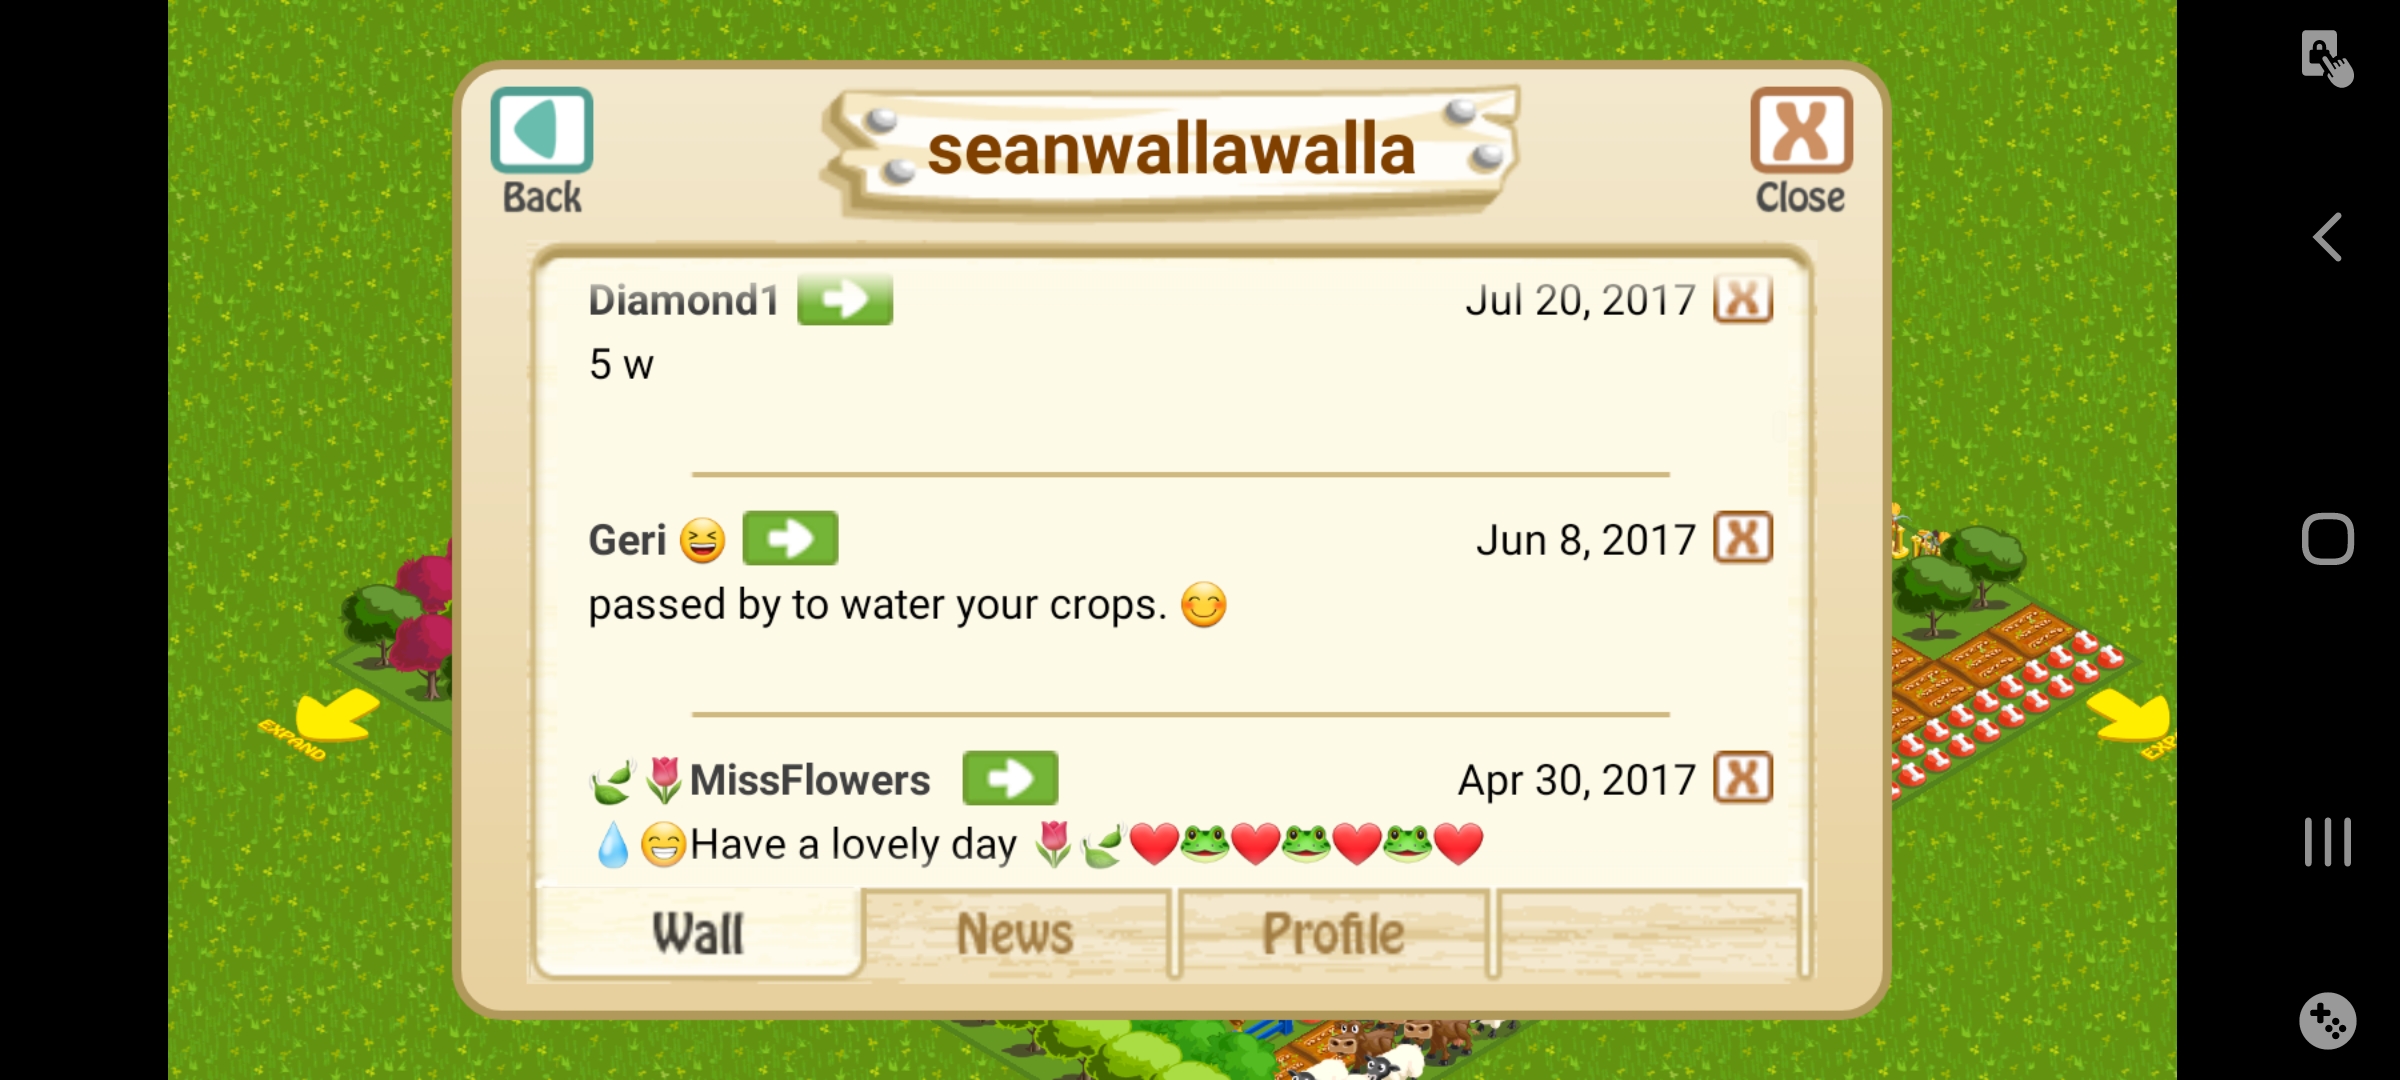 seanwallawalla
Back
Close
Diamond1 Jul 20, 2017
5 w
Geri 😆 Jun 8, 2017
passed by to water your crops. 😊
🍃🌷MissFlowers Apr 30, 2017
💧😁Have a lovely day 🌷🍃❤️🐸❤️🐸❤️🐸❤️
EXPAND
EXP
Wall News Profile